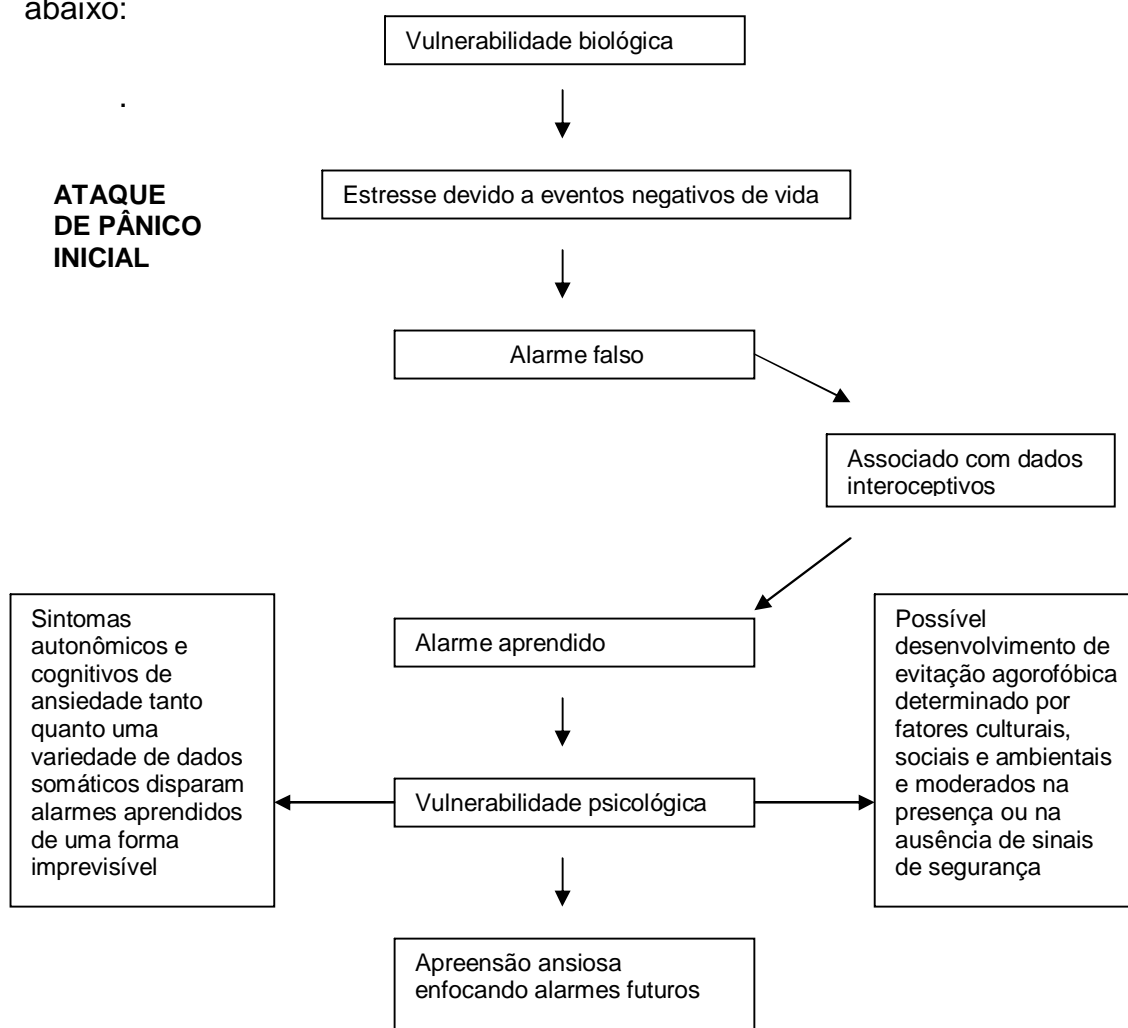 abaixo:
Vulnerabilidade biológica
.
ATAQUE
DE PÂNICO
INICIAL
Estresse devido a eventos negativos de vida
Alarme falso
Associado com dados
interoceptivos
Sintomas
autonômicos e
cognitivos de
ansiedade tanto
quanto uma
variedade de dados
somáticos disparam
alarmes aprendidos
de uma forma
imprevisível
Alarme aprendido
Vulnerabilidade psicológica
Possível
desenvolvimento de
evitação agorofóbica
determinado por
fatores culturais,
sociais e ambientais
e moderados na
presença ou na
ausência de sinais
de segurança
Apreensão ansiosa
enfocando alarmes futuros